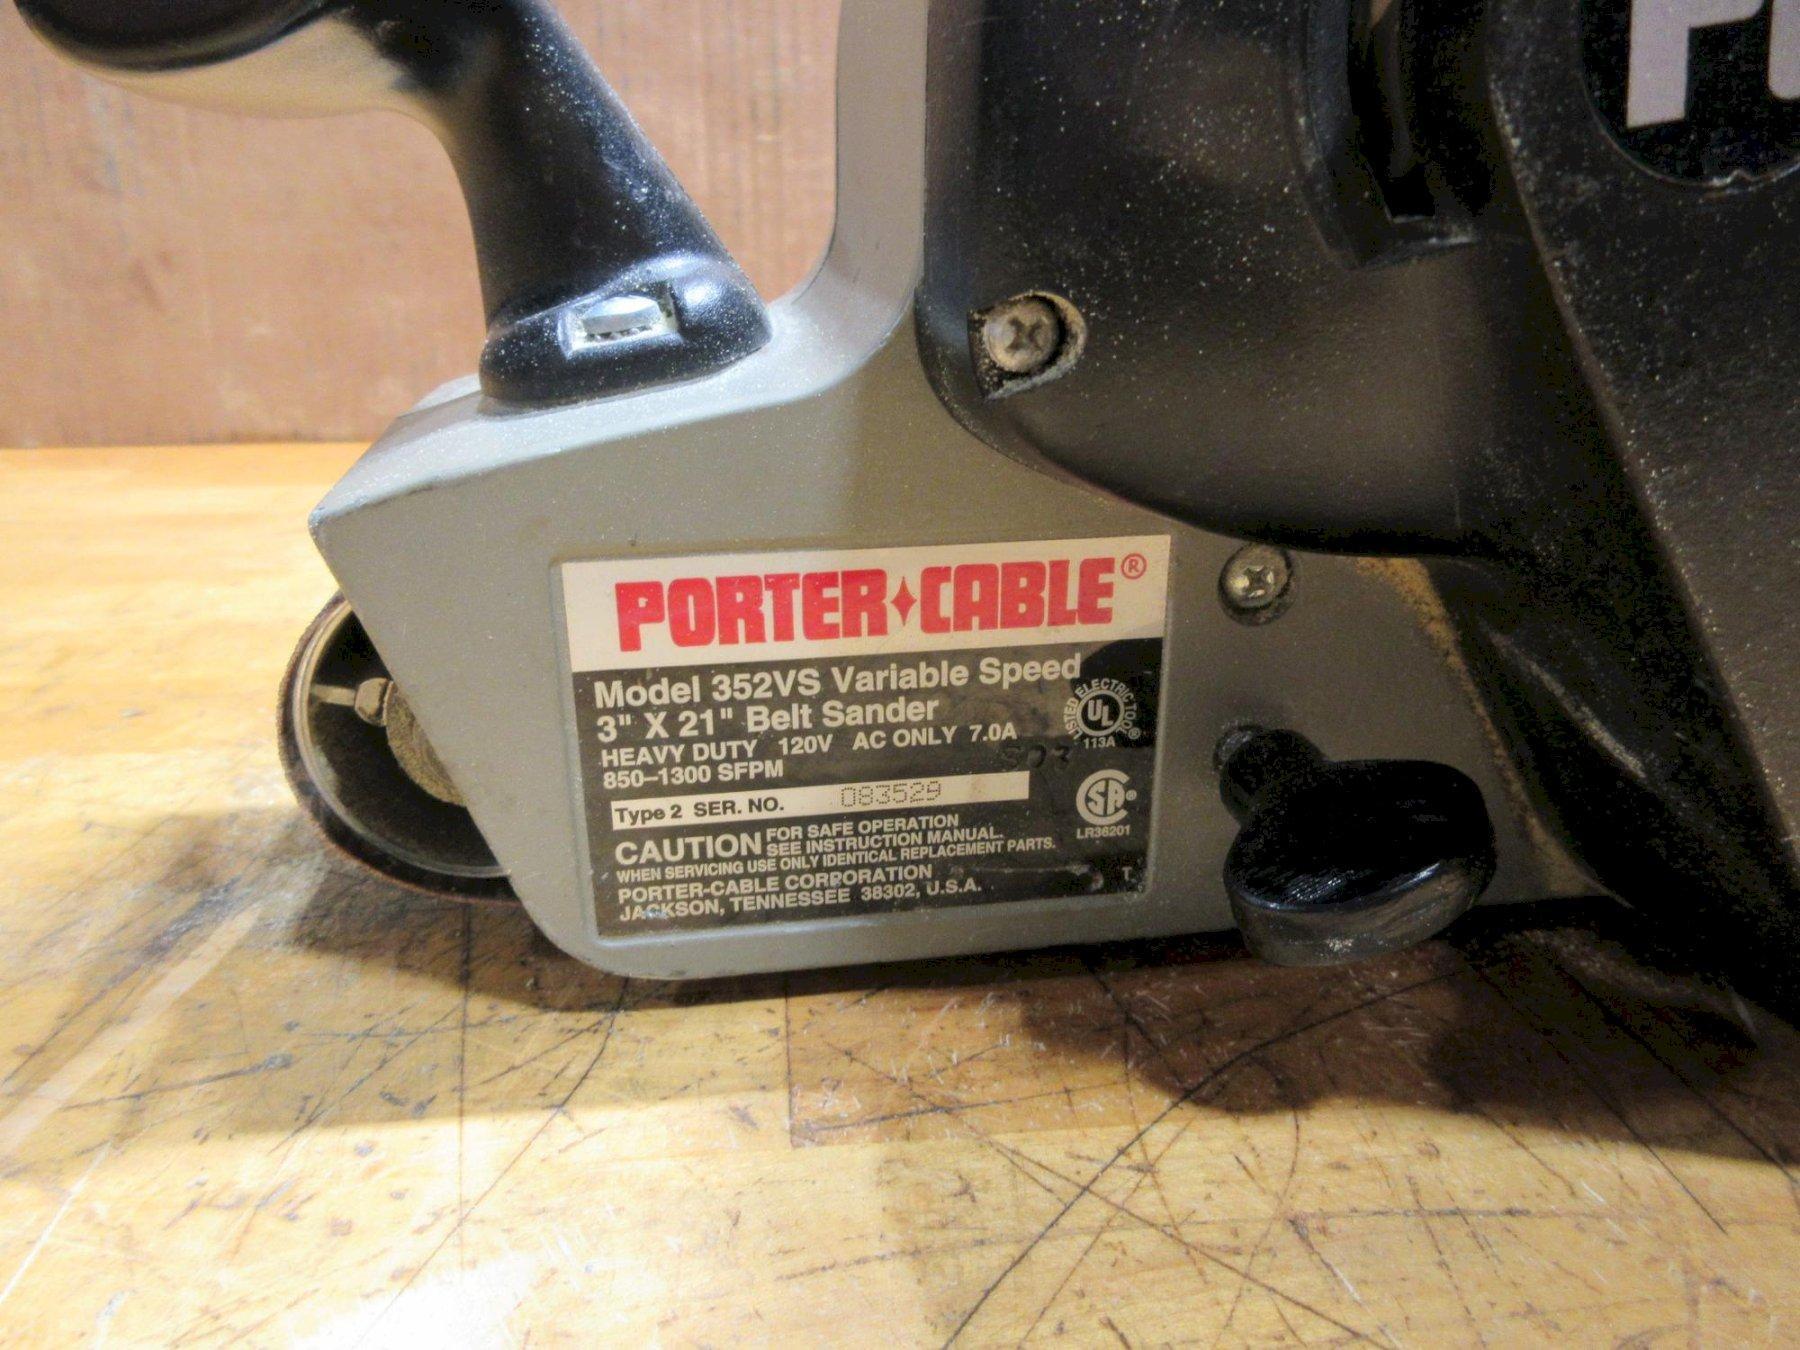 PORTER CABLE®
Model 352VS Variable Speed
3" X 21" Belt Sander
HEAVY DUTY 120V AC ONLY 7.0A
850–1300 SFPM
LISTED ELECTRIC TOOL
UL®
113A
Type 2 SER. NO. 083529
SA®
LR36201
CAUTION FOR SAFE OPERATION
SEE INSTRUCTION MANUAL.
WHEN SERVICING USE ONLY IDENTICAL REPLACEMENT PARTS.
PORTER-CABLE CORPORATION
JACKSON, TENNESSEE 38302, U.S.A.
T